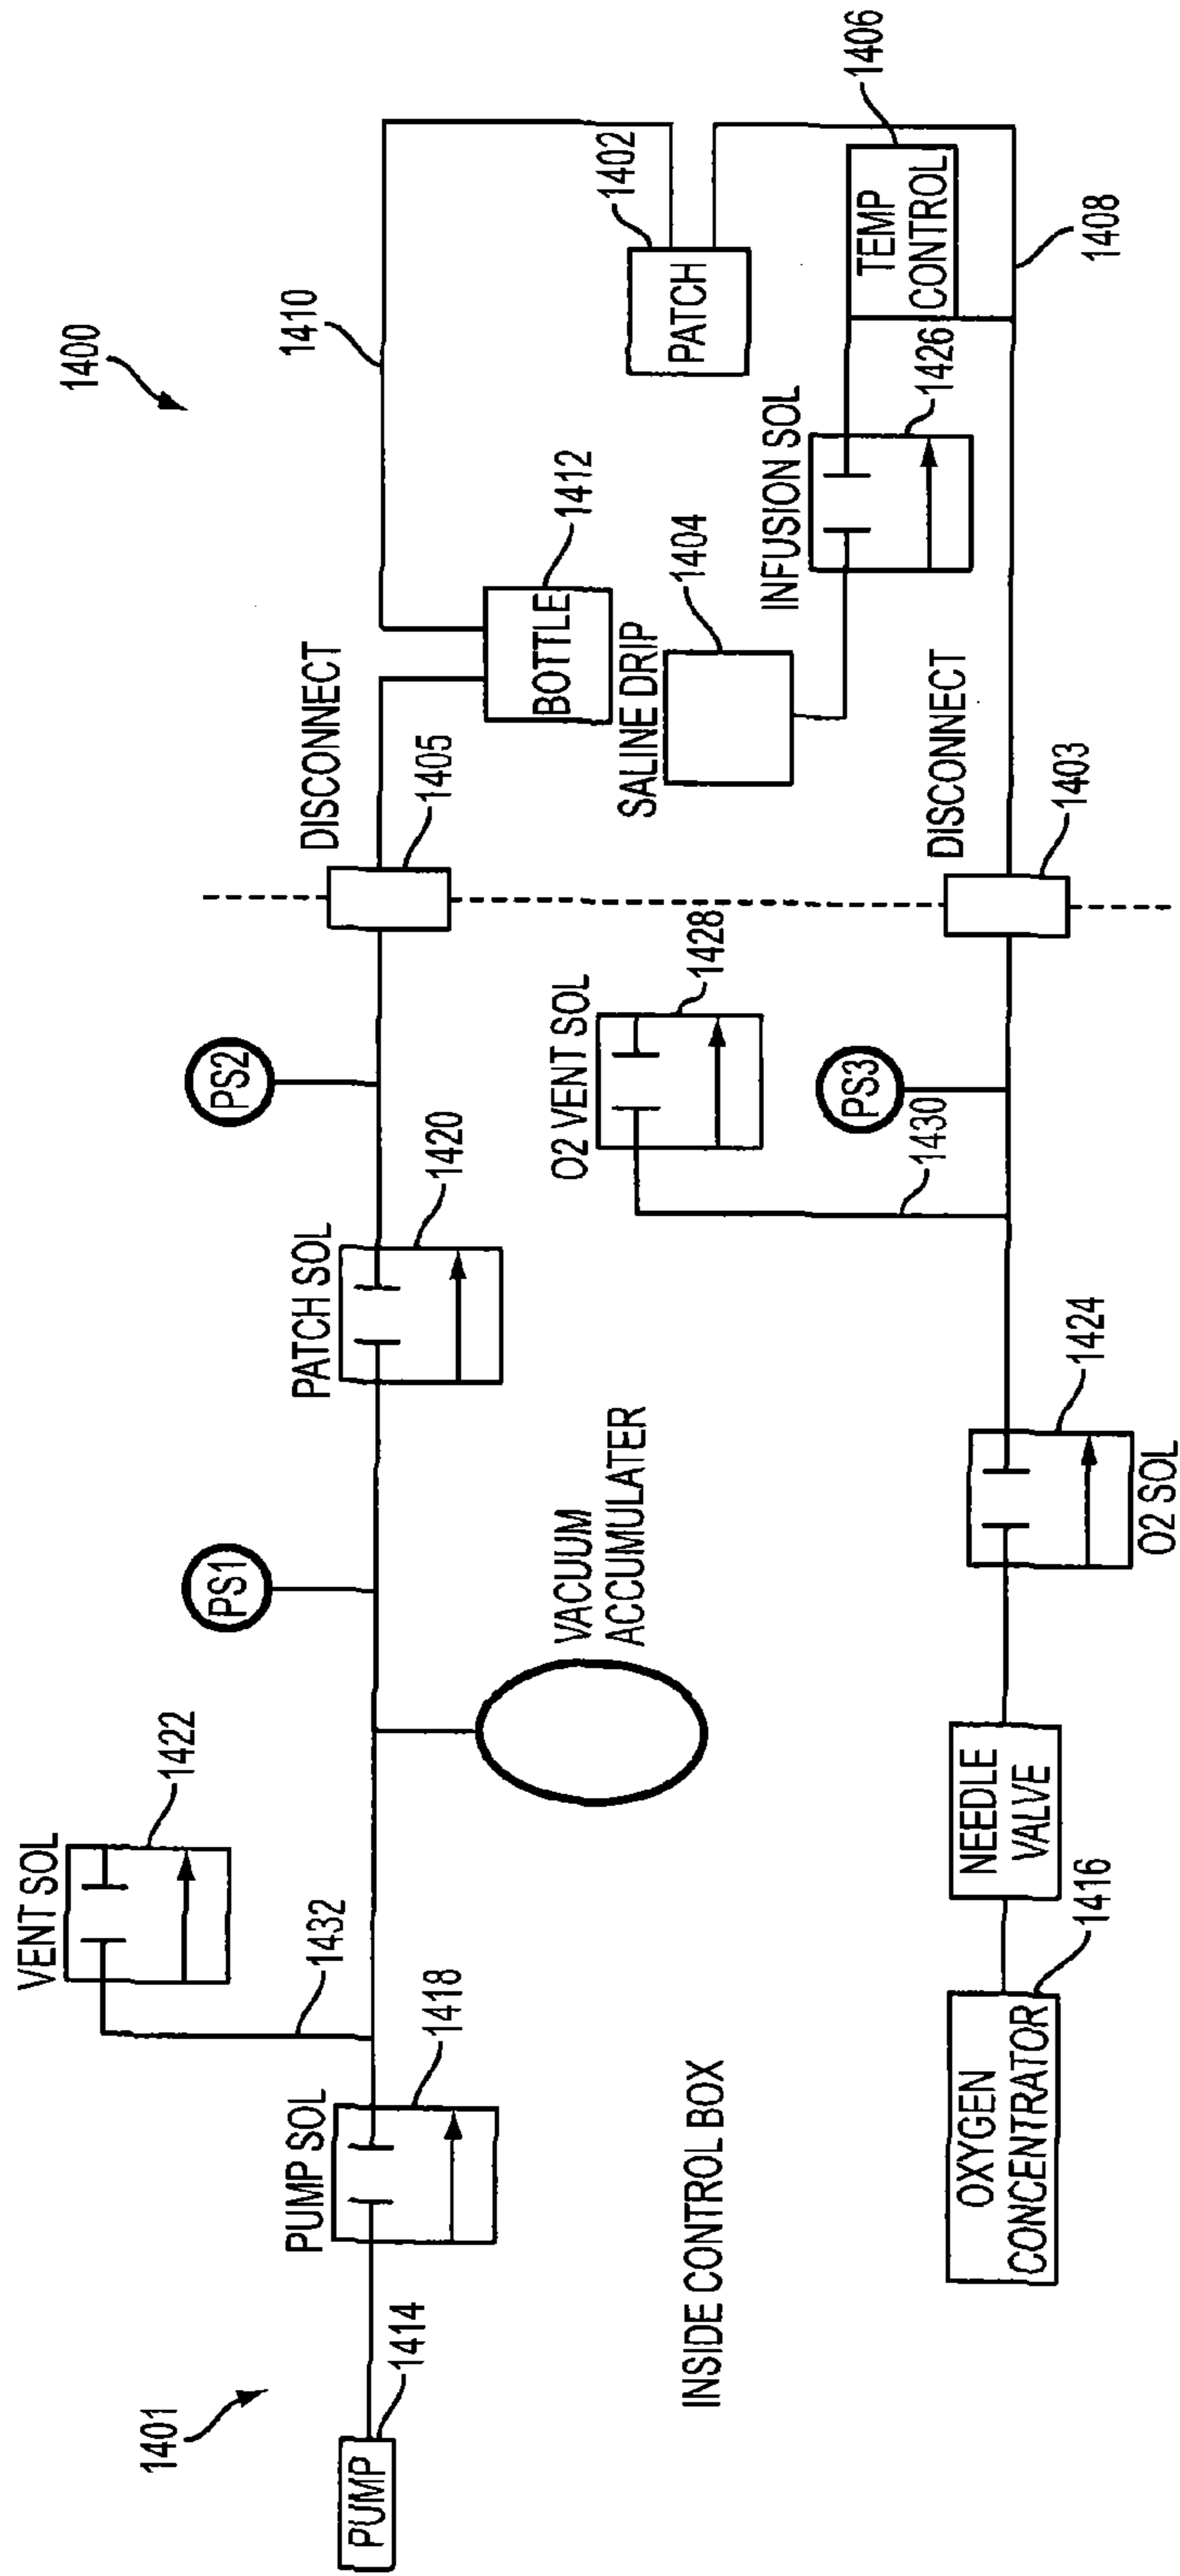 1400
1401
PUMP
1414
PUMP SOL
1418
1432
VENT SOL
1422
VACUUM
ACCUMULATER
PS1
PATCH SOL
1420
PS2
DISCONNECT
1405
BOTTLE
1412
1410
PATCH
1402
SALINE DRIP
1404
INFUSION SOL
1426
TEMP
CONTROL
1406
1408
DISCONNECT
1403
O2 VENT SOL
1428
PS3
1430
O2 SOL
1424
NEEDLE
VALVE
OXYGEN
CONCENTRATOR
1416
INSIDE CONTROL BOX